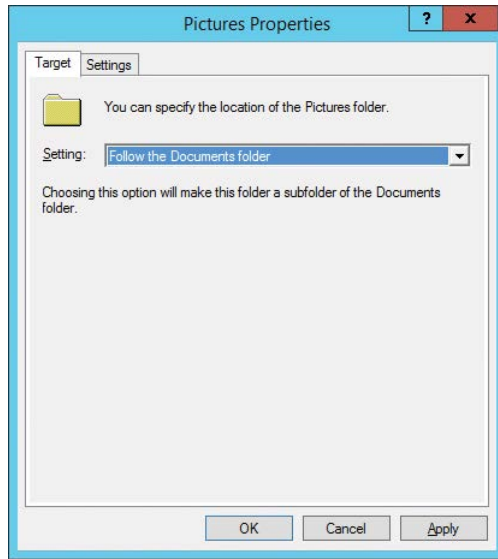 Pictures Properties
?
x
Target
Settings
You can specify the location of the Pictures folder.
Setting:
Follow the Documents folder
Choosing this option will make this folder a subfolder of the Documents
folder.
OK
Cancel
Apply